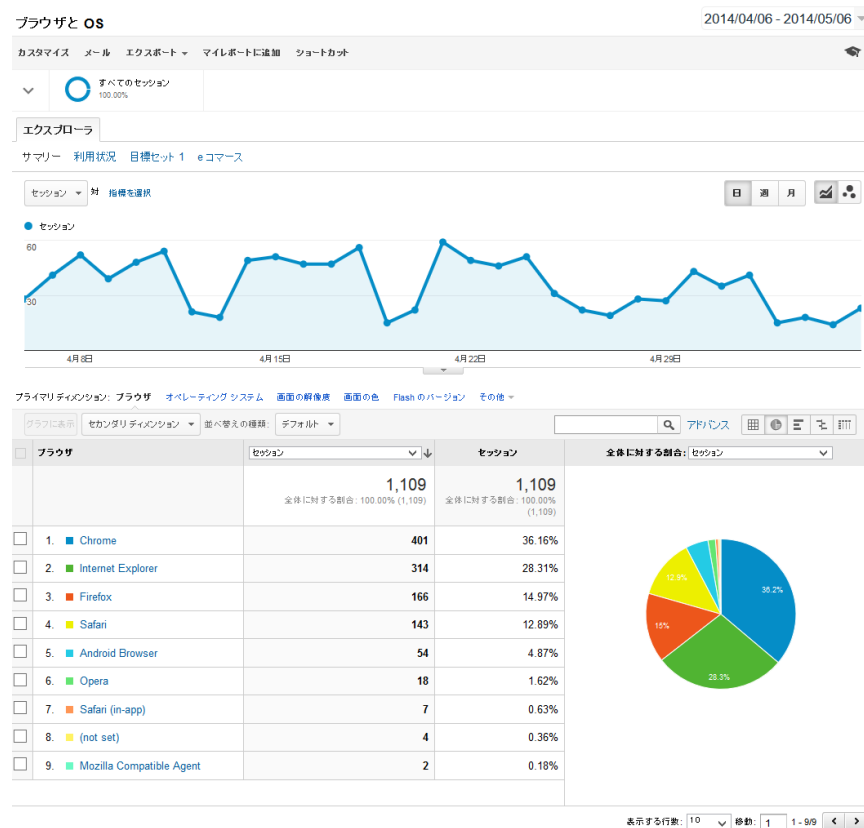 ブラウザと OS
2014/04/06 - 2014/05/06
カスタマイズ メール エクスポート マイレポートに追加 ショートカット
すべてのセッション
100.00%
エクスプローラ
サマリー 利用状況 目標セット 1 e コマース
セッション 対 指標を選択 日 週 月
セッション
60
30
4月8日 4月15日 4月22日 4月29日
プライマリ ディメンション: ブラウザ オペレーティング システム 画面の解像度 画面の色 Flash のバージョン その他
グラフに表示 セカンダリ ディメンション 並べ替えの種類: デフォルト アドバンス
ブラウザ セッション セッション 全体に対する割合: セッション
1,109 1,109
全体に対する割合: 100.00% (1,109) 全体に対する割合: 100.00%
(1,109)
1. Chrome 401 36.16%
2. Internet Explorer 314 28.31%
3. Firefox 166 14.97%
4. Safari 143 12.89%
5. Android Browser 54 4.87%
6. Opera 18 1.62%
7. Safari (in-app) 7 0.63%
8. (not set) 4 0.36%
9. Mozilla Compatible Agent 2 0.18%
36.2%
28.3%
15%
12.9%
表示する行数: 10 移動: 1 1 - 9/9